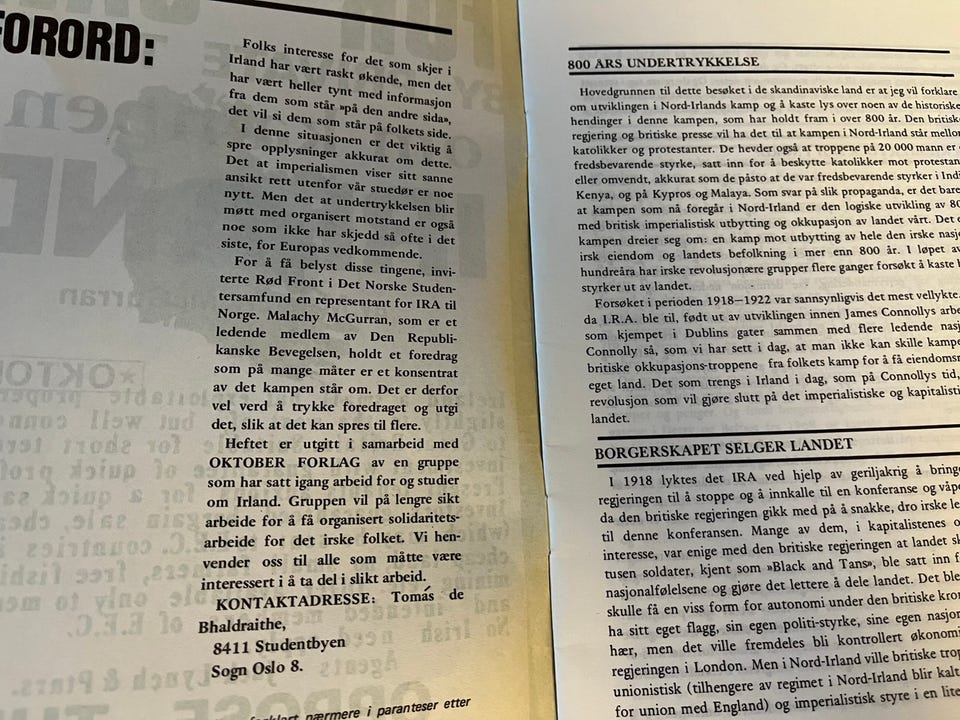 FORORD:
Folks interesse for det som skjer i
Irland har vært raskt økende, men det
har vært heller tynt med informasjon
fra dem som står »på den andre sida»,
det vil si dem som står på folkets side.
I denne situasjonen er det viktig å
spre opplysninger akkurat om dette.
Det at imperialismen viser sitt sanne
ansikt rett utenfor vår stuedør er noe
nytt. Men det at undertrykkelsen blir
møtt med organisert motstand er også
noe som ikke har skjedd så ofte i det
siste, for Europas vedkommende.
For å få belyst disse tingene, invi-
terte Rød Front i Det Norske Studen-
tersamfund en representant for IRA til
Norge. Malachy McGurran, som er et
ledende medlem av Den Republi-
kanske Bevegelsen, holdt et foredrag
som på mange måter er et konsentrat
av det kampen står om. Det er derfor
vel verd å trykke foredraget og utgi
det, slik at det kan spres til flere.
Heftet er utgitt i samarbeid med
OKTOBER FORLAG av en gruppe
som har satt igang arbeid for og studier
om Irland. Gruppen vil på lengre sikt
arbeide for å få organisert solidaritets-
arbeide for det irske folket. Vi hen-
vender oss til alle som måtte være
interessert i å ta del i slikt arbeid.
KONTAKTADRESSE: Tomás de
Bhaldraithe,
8411 Studentbyen
Sogn Oslo 8.
nærmere i paranteser etter
800 ARS UNDERTRYKKELSE
Hovedgrunnen til dette besøket i de skandinaviske land er at jeg vil forklare
om utviklingen i Nord-Irlands kamp og å kaste lys over noen av de historiske
hendinger i denne kampen, som har holdt fram i over 800 år. Den britiske
regjering og britiske presse vil ha det til at kampen i Nord-Irland står mellom
katolikker og protestanter. De hevder også at troppene på 20 000 mann er
fredsbevarende styrke, satt inn for å beskytte katolikker mot protestan
eller omvendt, akkurat som de påsto at de var fredsbevarende styrker i Indi
Kenya, og på Kypros og Malaya. Som svar på slik propaganda, er det bare
at kampen som nå foregår i Nord-Irland er den logiske utvikling av 80
med britisk imperialistisk utbytting og okkupasjon av landet vårt. Det
kampen dreier seg om: en kamp mot utbytting av hele den irske nasj
irsk eiendom og landets befolkning i mer enn 800 år. I løpet av
hundreåra har irske revolusjonære grupper flere ganger forsøkt å kaste
styrker ut av landet.
Forsøket i perioden 1918—1922 var sannsynligvis det mest vellykte.
da I.R.A. ble til, født ut av utviklingen innen James Connollys arbe
som kjempet i Dublins gater sammen med flere ledende nasj
Connolly så, som vi har sett i dag, at man ikke kan skille kampe
britiske okkupasjons-troppene fra folkets kamp for å få eiendomsr
eget land. Det som trengs i Irland i dag, som på Connollys tid,
revolusjon som vil gjøre slutt på det imperialistiske og kapitalisti
landet.
BORGERSKAPET SELGER LANDET
I 1918 lyktes det IRA ved hjelp av geriljakrig å bringe
regjeringen til å stoppe og å innkalle til en konferanse og våpe
da den britiske regjeringen gikk med på å snakke, dro irske le
til denne konferansen. Mange av dem, i kapitalistenes o
interesse, var enige med den britiske regjeringen at landet sk
tusen soldater, kjent som »Black and Tans», ble satt inn f
nasjonalfølelsene og gjøre det lettere å dele landet. Det ble
skulle få en viss form for autonomi under den britiske kron
ha sitt eget flagg, sin egen politi-styrke, sine egen nasjon
hær, men det ville fremdeles bli kontrollert økonomi
regjeringen i London. Men i Nord-Irland ville britiske trop
unionistisk (tilhengere av regimet i Nord-Irland blir kalt
for union med England) og imperialistisk styre i en lite